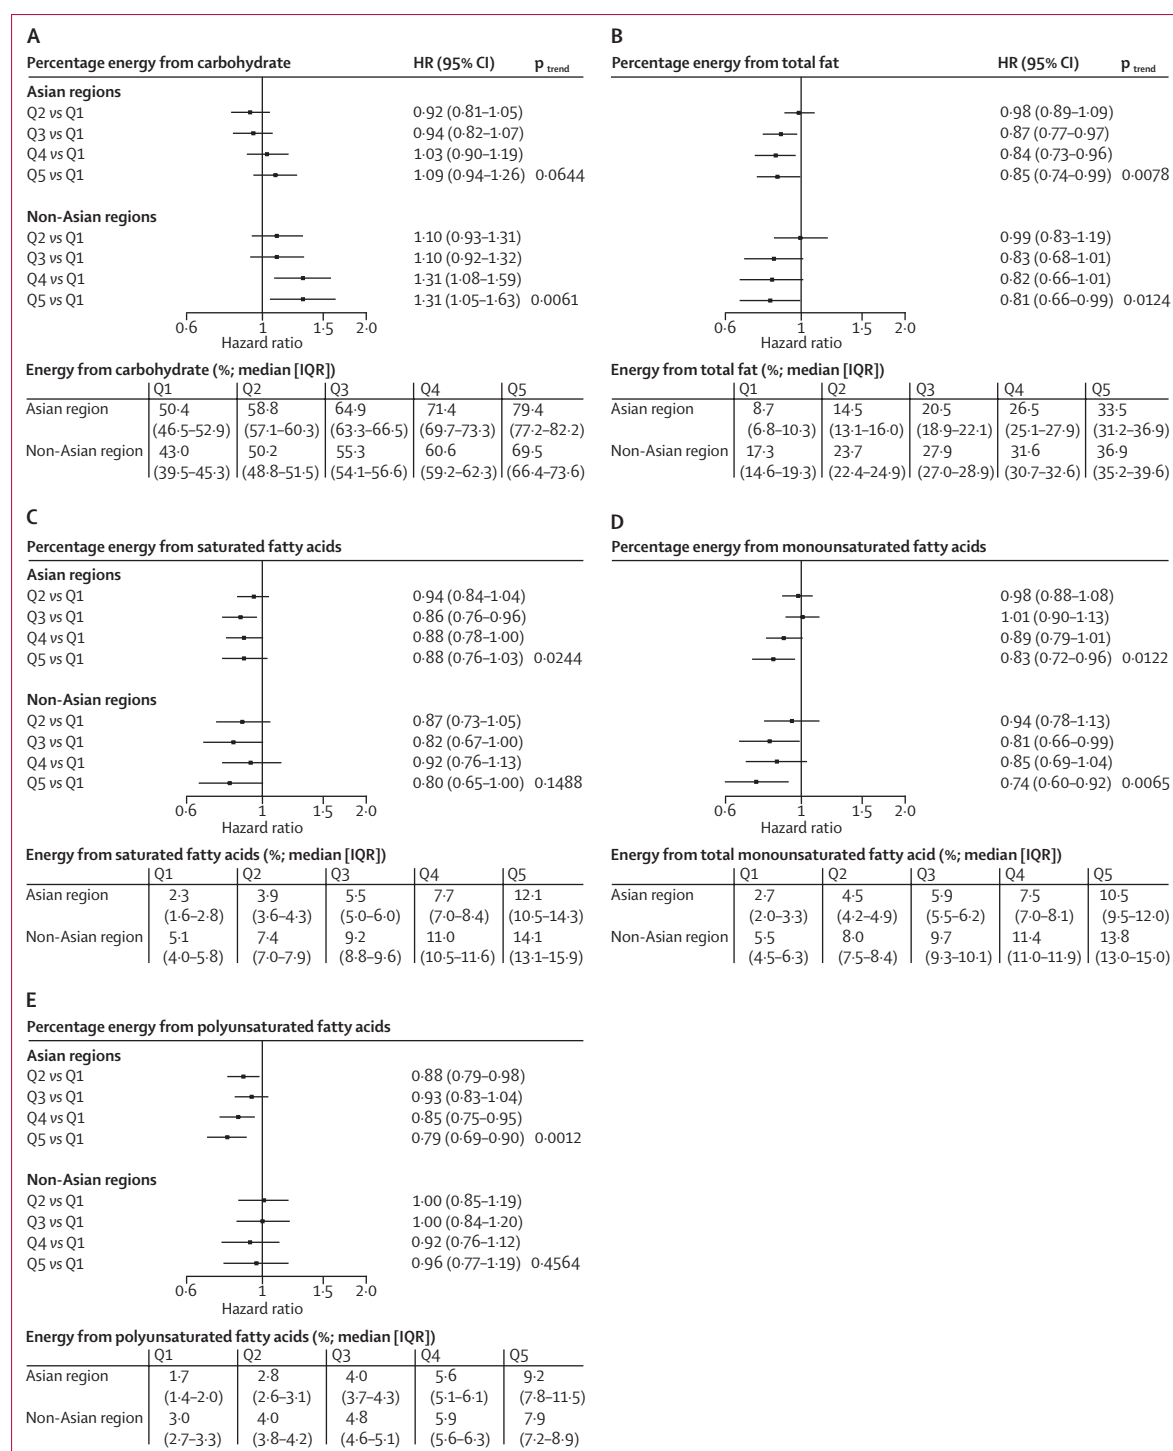 A
Percentage energy from carbohydrate HR (95% CI) p trend
Asian regions
Q2 vs Q1 0·92 (0·81–1·05)
Q3 vs Q1 0·94 (0·82–1·07)
Q4 vs Q1 1·03 (0·90–1·19)
Q5 vs Q1 1·09 (0·94–1·26) 0·0644
Non-Asian regions
Q2 vs Q1 1·10 (0·93–1·31)
Q3 vs Q1 1·10 (0·92–1·32)
Q4 vs Q1 1·31 (1·08–1·59)
Q5 vs Q1 1·31 (1·05–1·63) 0·0061
0·6 1 1·5 2·0
Hazard ratio
Energy from carbohydrate (%; median [IQR])
Q1 Q2 Q3 Q4 Q5
Asian region 50·4 58·8 64·9 71·4 79·4
(46·5–52·9) (57·1–60·3) (63·3–66·5) (69·7–73·3) (77·2–82·2)
Non-Asian region 43·0 50·2 55·3 60·6 69·5
(39·5–45·3) (48·8–51·5) (54·1–56·6) (59·2–62·3) (66·4–73·6)
B
Percentage energy from total fat HR (95% CI) p trend
0·98 (0·89–1·09)
0·87 (0·77–0·97)
0·84 (0·73–0·96)
0·85 (0·74–0·99) 0·0078
0·99 (0·83–1·19)
0·83 (0·68–1·01)
0·82 (0·66–1·01)
0·81 (0·66–0·99) 0·0124
0·6 1 1·5 2·0
Hazard ratio
Energy from total fat (%; median [IQR])
Q1 Q2 Q3 Q4 Q5
Asian region 8·7 14·5 20·5 26·5 33·5
(6·8–10·3) (13·1–16·0) (18·9–22·1) (25·1–27·9) (31·2–36·9)
Non-Asian region 17·3 23·7 27·9 31·6 36·9
(14·6–19·3) (22·4–24·9) (27·0–28·9) (30·7–32·6) (35·2–39·6)
C
Percentage energy from saturated fatty acids
Asian regions
Q2 vs Q1 0·94 (0·84–1·04)
Q3 vs Q1 0·86 (0·76–0·96)
Q4 vs Q1 0·88 (0·78–1·00)
Q5 vs Q1 0·88 (0·76–1·03) 0·0244
Non-Asian regions
Q2 vs Q1 0·87 (0·73–1·05)
Q3 vs Q1 0·82 (0·67–1·00)
Q4 vs Q1 0·92 (0·76–1·13)
Q5 vs Q1 0·80 (0·65–1·00) 0·1488
0·6 1 1·5 2·0
Hazard ratio
Energy from saturated fatty acids (%; median [IQR])
Q1 Q2 Q3 Q4 Q5
Asian region 2·3 3·9 5·5 7·7 12·1
(1·6–2·8) (3·6–4·3) (5·0–6·0) (7·0–8·4) (10·5–14·3)
Non-Asian region 5·1 7·4 9·2 11·0 14·1
(4·0–5·8) (7·0–7·9) (8·8–9·6) (10·5–11·6) (13·1–15·9)
D
Percentage energy from monounsaturated fatty acids
0·98 (0·88–1·08)
1·01 (0·90–1·13)
0·89 (0·79–1·01)
0·83 (0·72–0·96) 0·0122
0·94 (0·78–1·13)
0·81 (0·66–0·99)
0·85 (0·69–1·04)
0·74 (0·60–0·92) 0·0065
0·6 1 1·5 2·0
Hazard ratio
Energy from total monounsaturated fatty acid (%; median [IQR])
Q1 Q2 Q3 Q4 Q5
Asian region 2·7 4·5 5·9 7·5 10·5
(2·0–3·3) (4·2–4·9) (5·5–6·2) (7·0–8·1) (9·5–12·0)
Non-Asian region 5·5 8·0 9·7 11·4 13·8
(4·5–6·3) (7·5–8·4) (9·3–10·1) (11·0–11·9) (13·0–15·0)
E
Percentage energy from polyunsaturated fatty acids
Asian regions
Q2 vs Q1 0·88 (0·79–0·98)
Q3 vs Q1 0·93 (0·83–1·04)
Q4 vs Q1 0·85 (0·75–0·95)
Q5 vs Q1 0·79 (0·69–0·90) 0·0012
Non-Asian regions
Q2 vs Q1 1·00 (0·85–1·19)
Q3 vs Q1 1·00 (0·84–1·20)
Q4 vs Q1 0·92 (0·76–1·12)
Q5 vs Q1 0·96 (0·77–1·19) 0·4564
0·6 1 1·5 2·0
Hazard ratio
Energy from polyunsaturated fatty acids (%; median [IQR])
Q1 Q2 Q3 Q4 Q5
Asian region 1·7 2·8 4·0 5·6 9·2
(1·4–2·0) (2·6–3·1) (3·7–4·3) (5·1–6·1) (7·8–11·5)
Non-Asian region 3·0 4·0 4·8 5·9 7·9
(2·7–3·3) (3·8–4·2) (4·6–5·1) (5·6–6·3) (7·2–8·9)